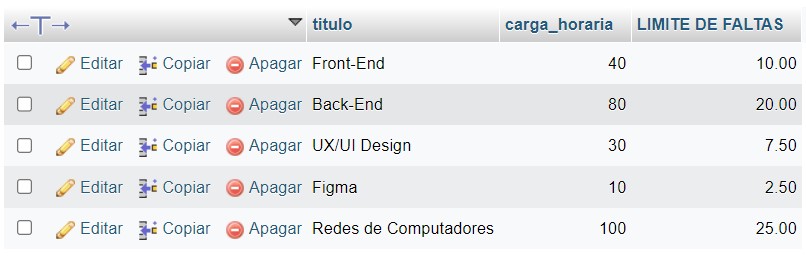 titulo carga_horaria LIMITE DE FALTAS
Editar Copiar Apagar Front-End 40 10.00
Editar Copiar Apagar Back-End 80 20.00
Editar Copiar Apagar UX/UI Design 30 7.50
Editar Copiar Apagar Figma 10 2.50
Editar Copiar Apagar Redes de Computadores 100 25.00